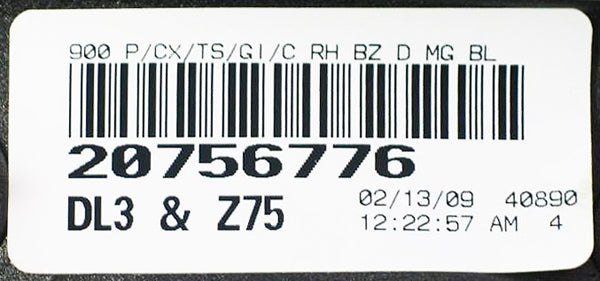 900 P/CX/TS/GI/C RH BZ D MG BL
20756776
DL3 & Z75
02/13/09 40890
12:22:57 AM 4